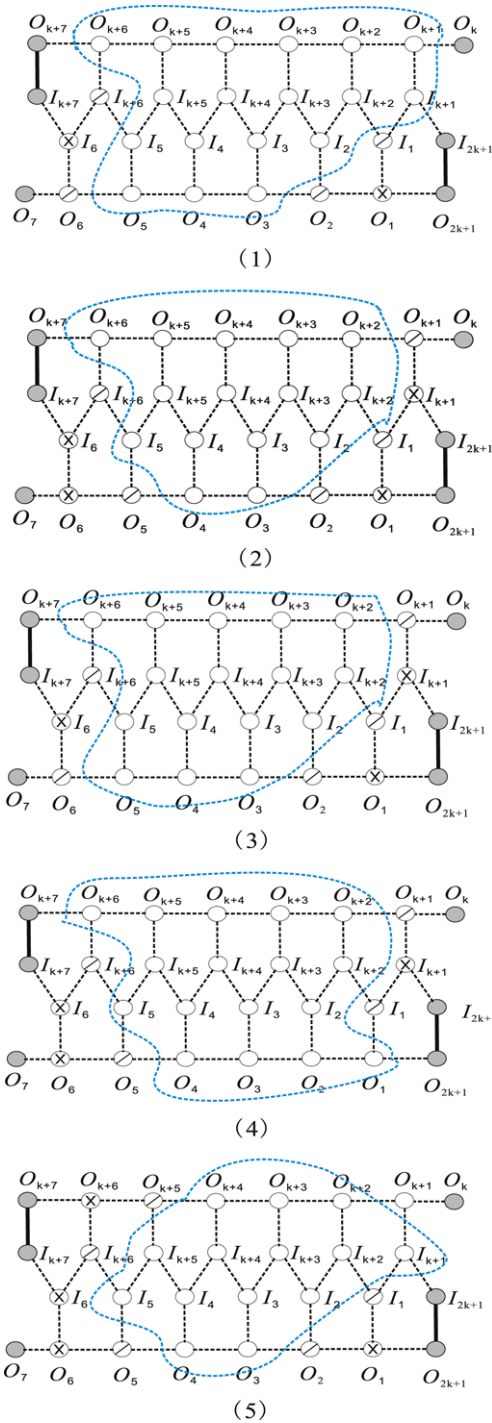 O_{k+7} O_{k+6} O_{k+5} O_{k+4} O_{k+3} O_{k+2} O_{k+1} O_k
I_{k+7} I_{k+6} I_{k+5} I_{k+4} I_{k+3} I_{k+2} I_{k+1}
I_6 I_5 I_4 I_3 I_2 I_1 I_{2k+1}
O_7 O_6 O_5 O_4 O_3 O_2 O_1 O_{2k+1}
(1)
O_{k+7} O_{k+6} O_{k+5} O_{k+4} O_{k+3} O_{k+2} O_{k+1} O_k
I_{k+7} I_{k+6} I_{k+5} I_{k+4} I_{k+3} I_{k+2} I_{k+1}
I_6 I_5 I_4 I_3 I_2 I_1 I_{2k+1}
O_7 O_6 O_5 O_4 O_3 O_2 O_1 O_{2k+1}
(2)
O_{k+7} O_{k+6} O_{k+5} O_{k+4} O_{k+3} O_{k+2} O_{k+1} O_k
I_{k+7} I_{k+6} I_{k+5} I_{k+4} I_{k+3} I_{k+2} I_{k+1}
I_6 I_5 I_4 I_3 I_2 I_1 I_{2k+1}
O_7 O_6 O_5 O_4 O_3 O_2 O_1 O_{2k+1}
(3)
O_{k+7} O_{k+6} O_{k+5} O_{k+4} O_{k+3} O_{k+2} O_{k+1} O_k
I_{k+7} I_{k+6} I_{k+5} I_{k+4} I_{k+3} I_{k+2} I_{k+1}
I_6 I_5 I_4 I_3 I_2 I_1 I_{2k+}
O_7 O_6 O_5 O_4 O_3 O_2 O_1 O_{2k+1}
(4)
O_{k+7} O_{k+6} O_{k+5} O_{k+4} O_{k+3} O_{k+2} O_{k+1} O_k
I_{k+7} I_{k+6} I_{k+5} I_{k+4} I_{k+3} I_{k+2} I_{k+1}
I_6 I_5 I_4 I_3 I_2 I_1 I_{2k+1}
O_7 O_6 O_5 O_4 O_3 O_2 O_1 O_{2k+1}
(5)